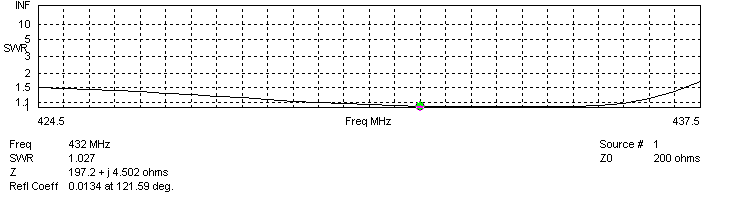 INF
10
5
SWR
3
2
1.5
1.1
1
424.5 Freq MHz 437.5
Freq 432 MHz Source # 1
SWR 1.027 Z0 200 ohms
Z 197.2 + j 4.502 ohms
Refl Coeff 0.0134 at 121.59 deg.